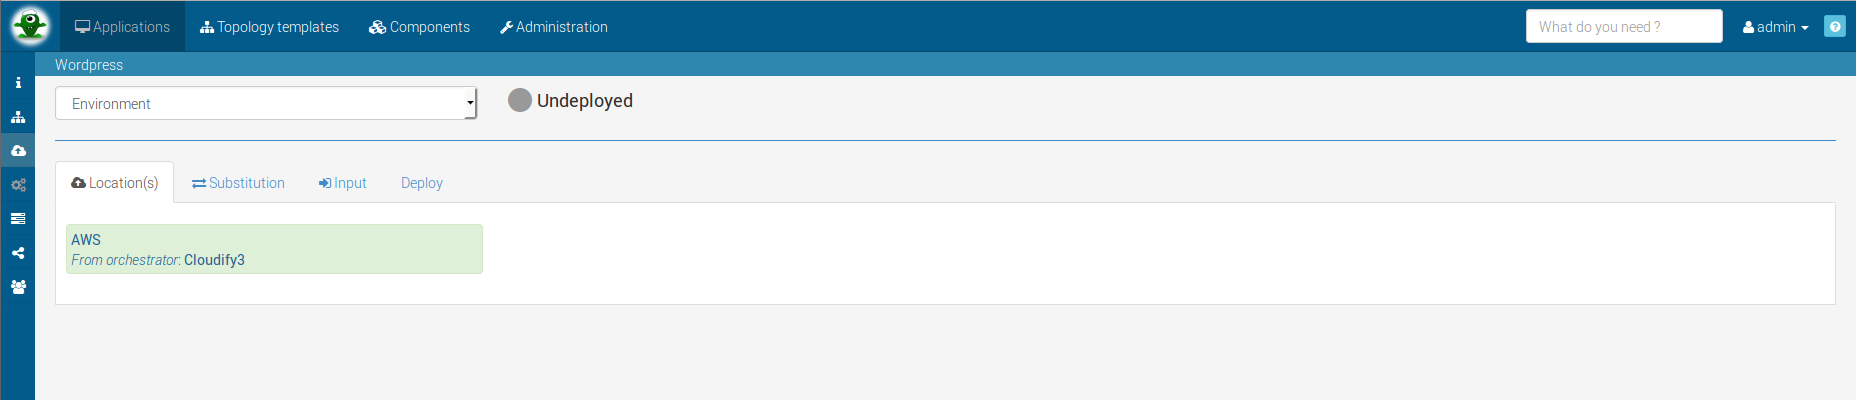 Applications Topology templates Components Administration What do you need ? admin
Wordpress
Environment Undeployed
Location(s) Substitution Input Deploy
AWS
From orchestrator: Cloudify3